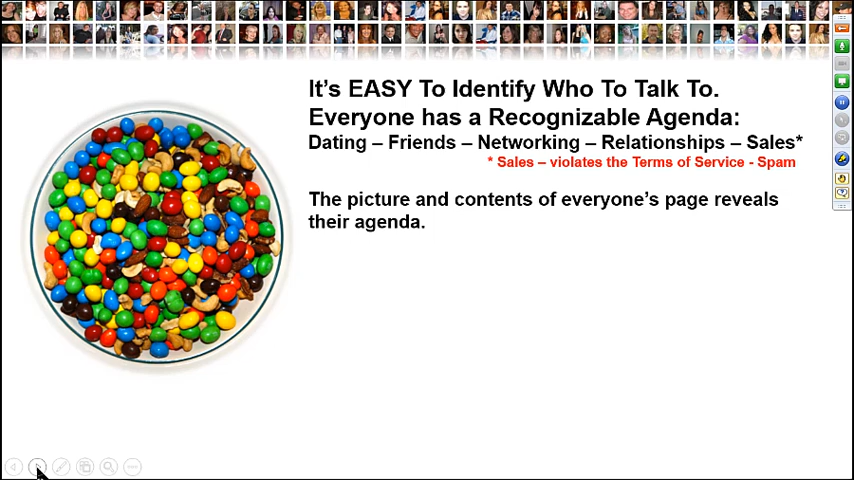 It's EASY To Identify Who To Talk To.
Everyone has a Recognizable Agenda:
Dating – Friends – Networking – Relationships – Sales*
* Sales – violates the Terms of Service - Spam
The picture and contents of everyone's page reveals
their agenda.